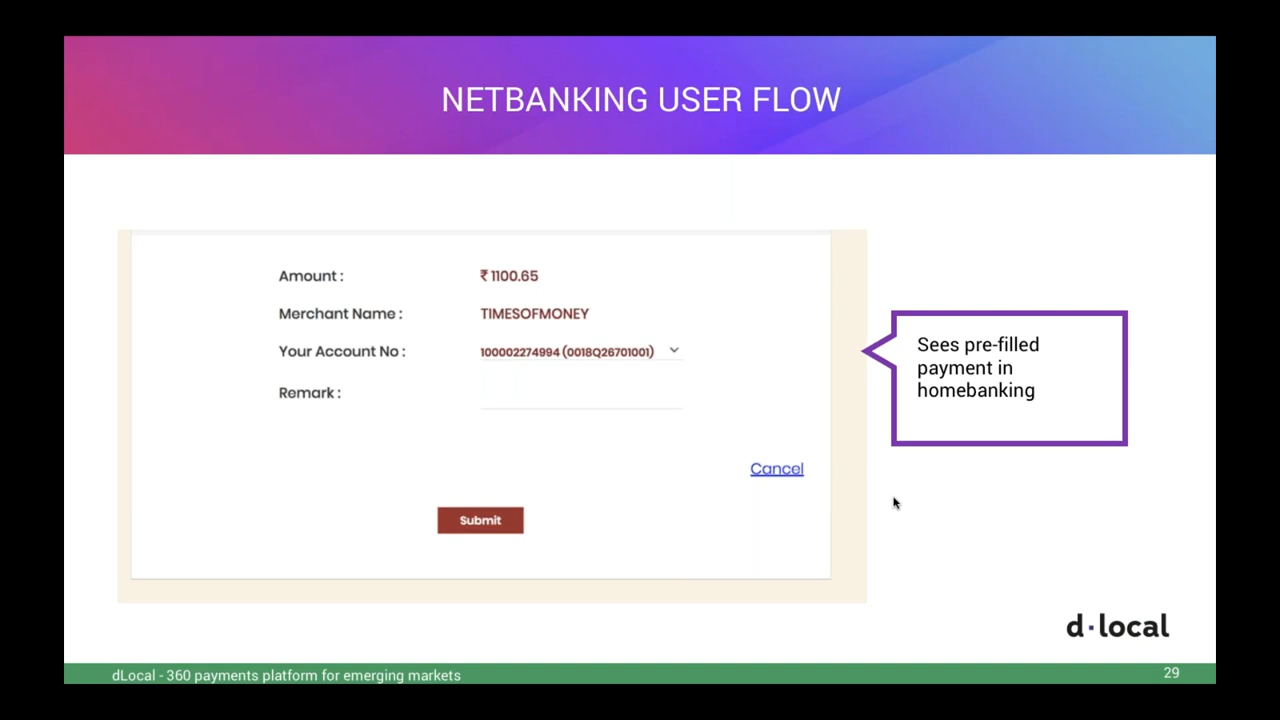 NETBANKING USER FLOW
Amount : ₹ 1100.65
Merchant Name : TIMESOFMONEY
Your Account No : 100002274994 (0018Q26701001)
Remark :
Cancel
Submit
Sees pre-filled
payment in
homebanking
d·local
dLocal - 360 payments platform for emerging markets
29